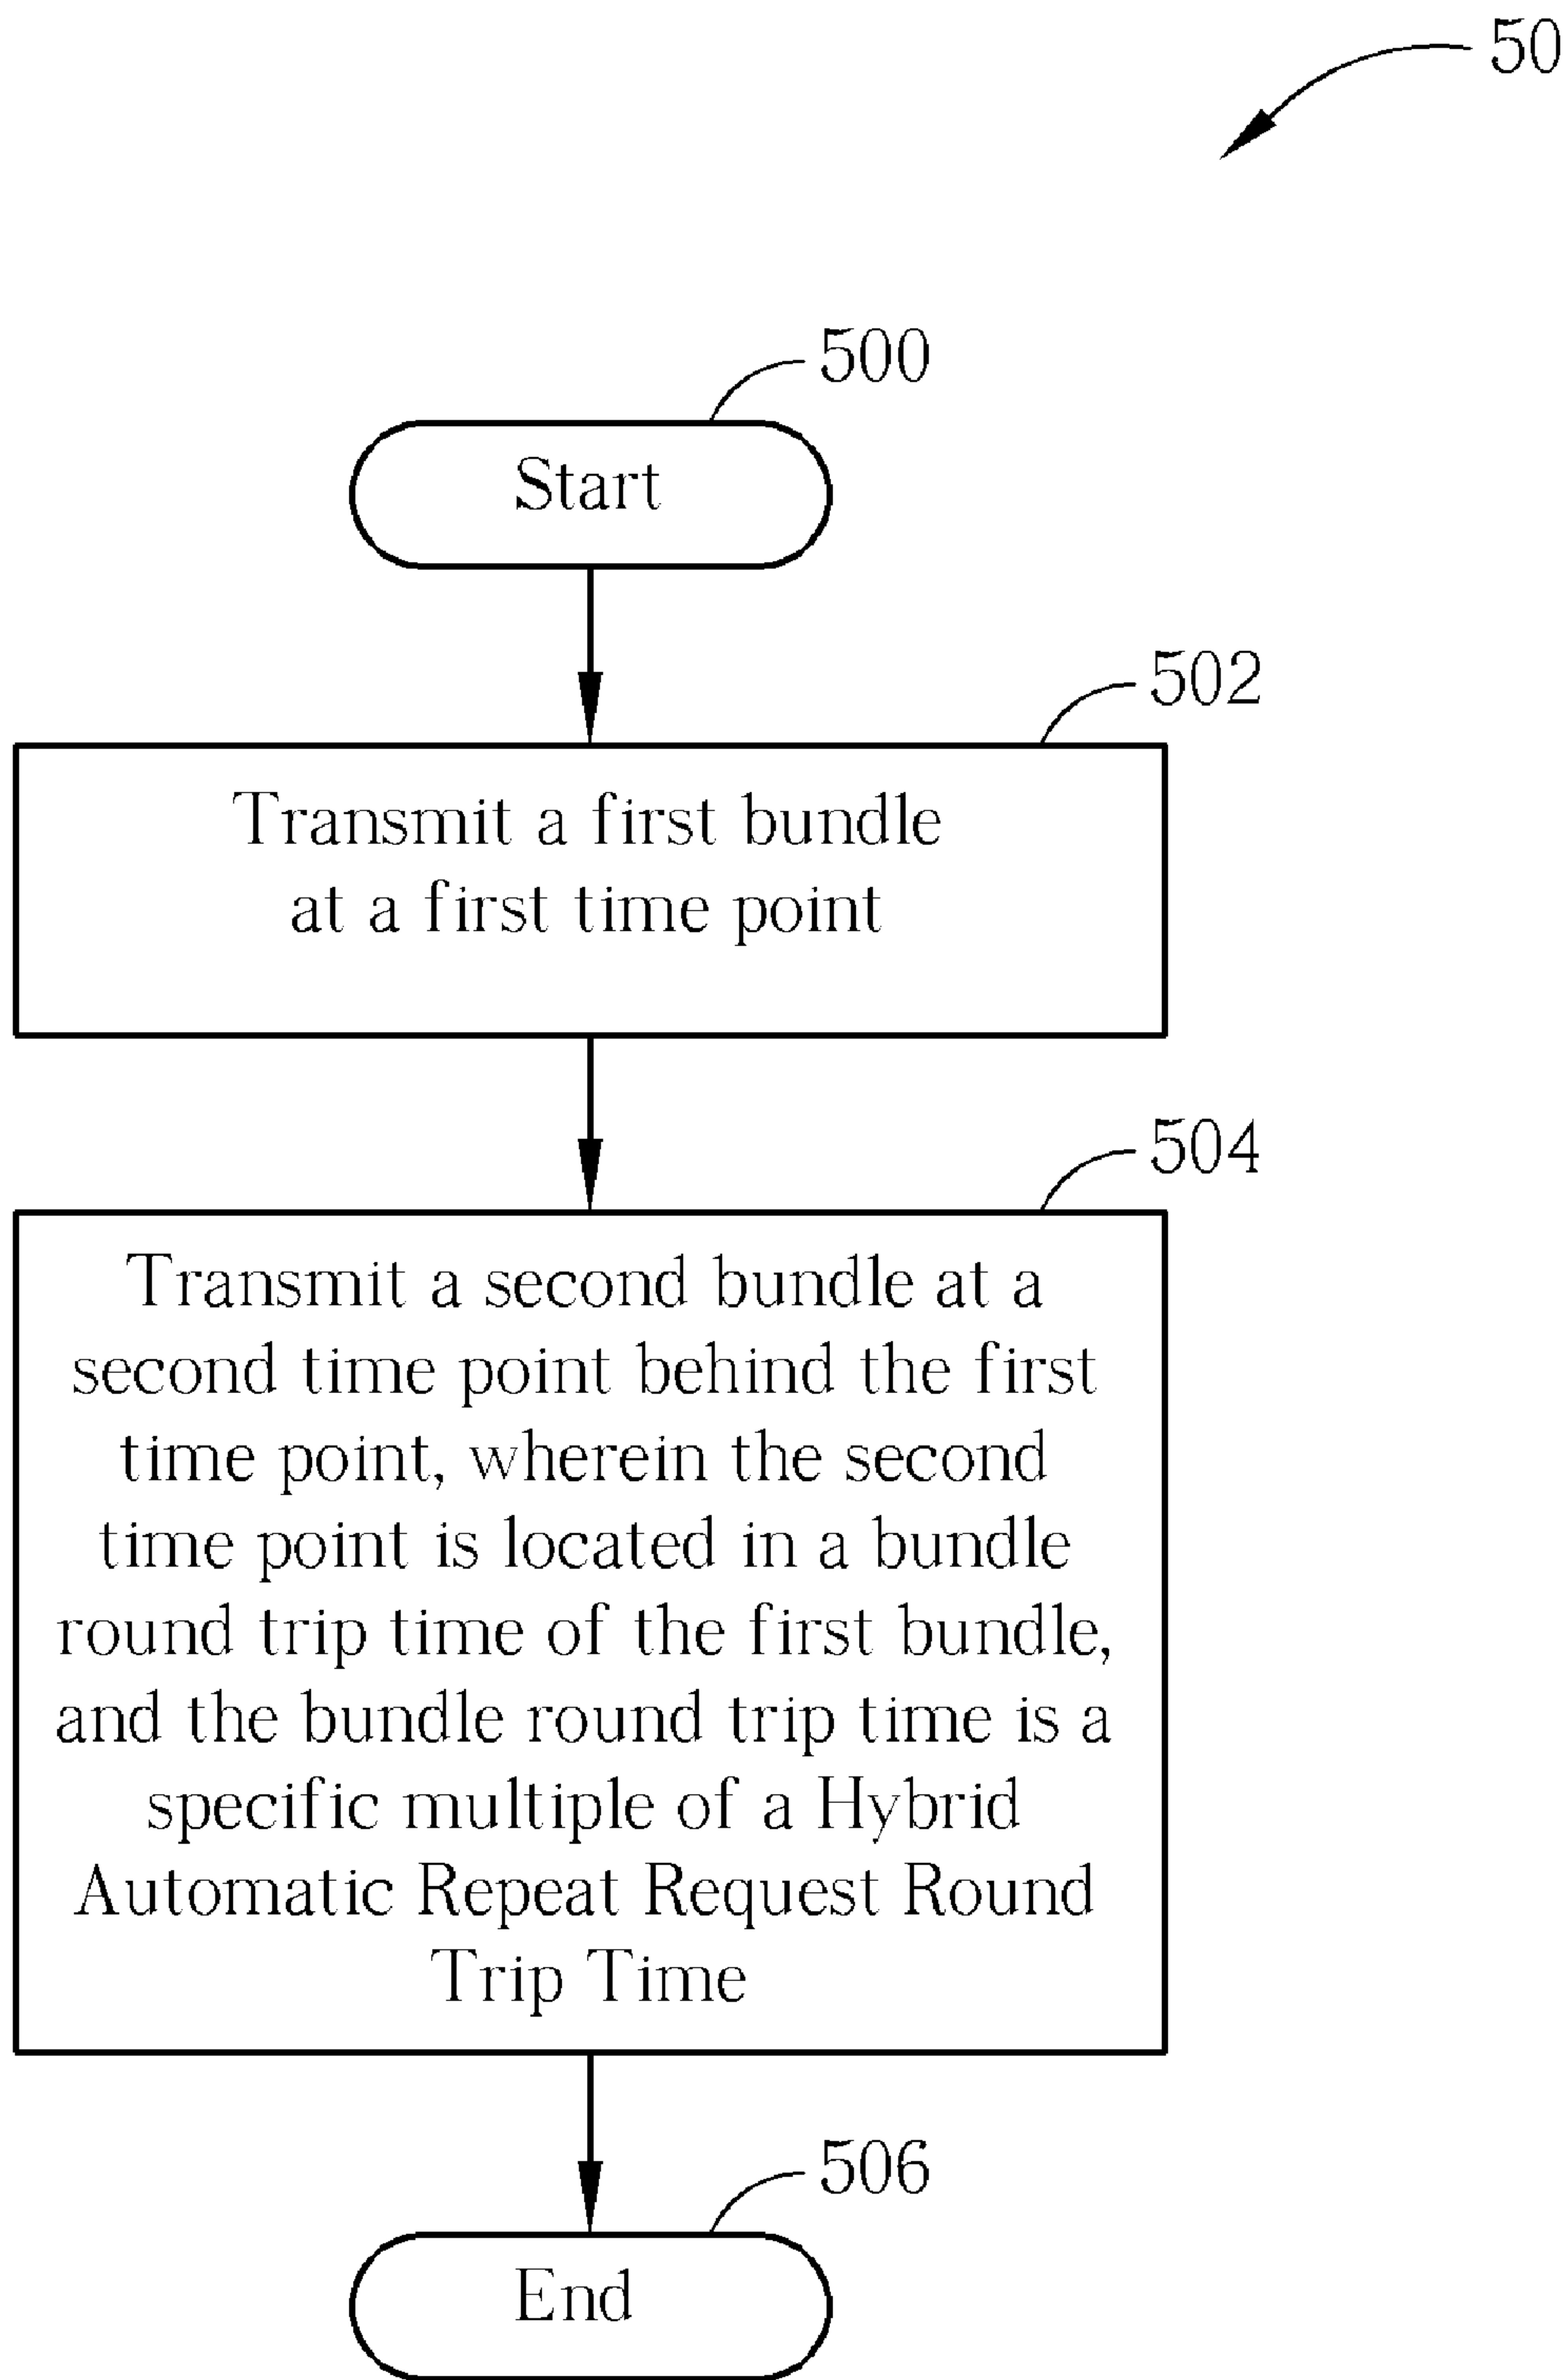 50
500
Start
502
Transmit a first bundle
at a first time point
504
Transmit a second bundle at a
second time point behind the first
time point, wherein the second
time point is located in a bundle
round trip time of the first bundle,
and the bundle round trip time is a
specific multiple of a Hybrid
Automatic Repeat Request Round
Trip Time
506
End